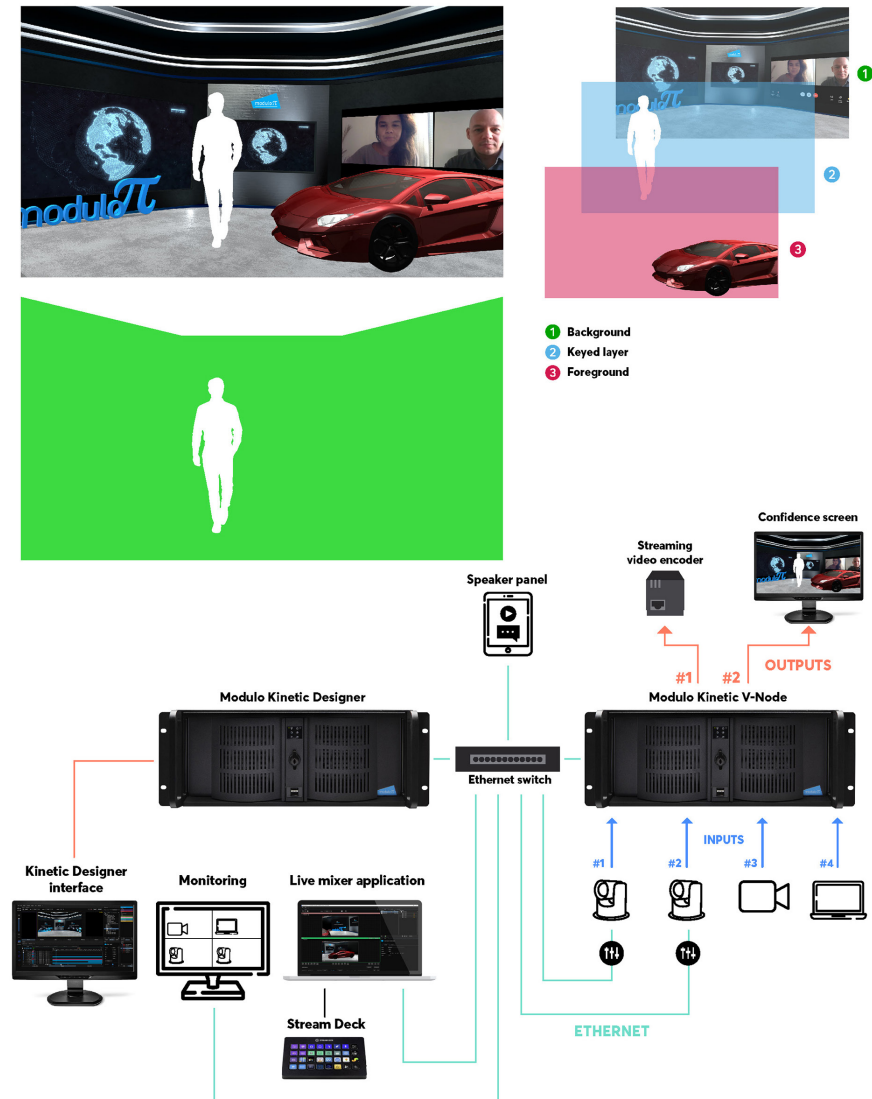 moduloπ
moduloπ
1
moduloπ
2
3
1 Background
2 Keyed layer
3 Foreground
Confidence screen
Streaming
video encoder
Speaker panel
OUTPUTS
#1
#2
Modulo Kinetic Designer
Modulo Kinetic V-Node
Ethernet switch
INPUTS
#1
#2
#3
#4
Kinetic Designer
interface
Monitoring
Live mixer application
Stream Deck
ETHERNET